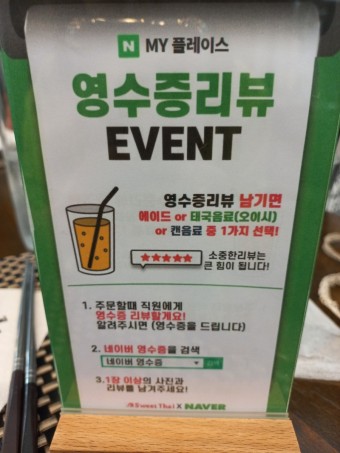 N MY 플레이스
영수증리뷰
EVENT
영수증리뷰 남기면
에이드 or 태국음료(오이시)
or 캔음료 중 1가지 선택!
★★★★★ 소중한리뷰는
큰 힘이 됩니다!
1. 주문할때 직원에게
영수증 리뷰할게요!
알려주시면 (영수증을 드립니다)
2. 네이버 영수증을 검색
네이버 영수증 ▼ 검색
3.1장 이상의 사진과
리뷰를 남겨주세요!
Sweet Thai X NAVER